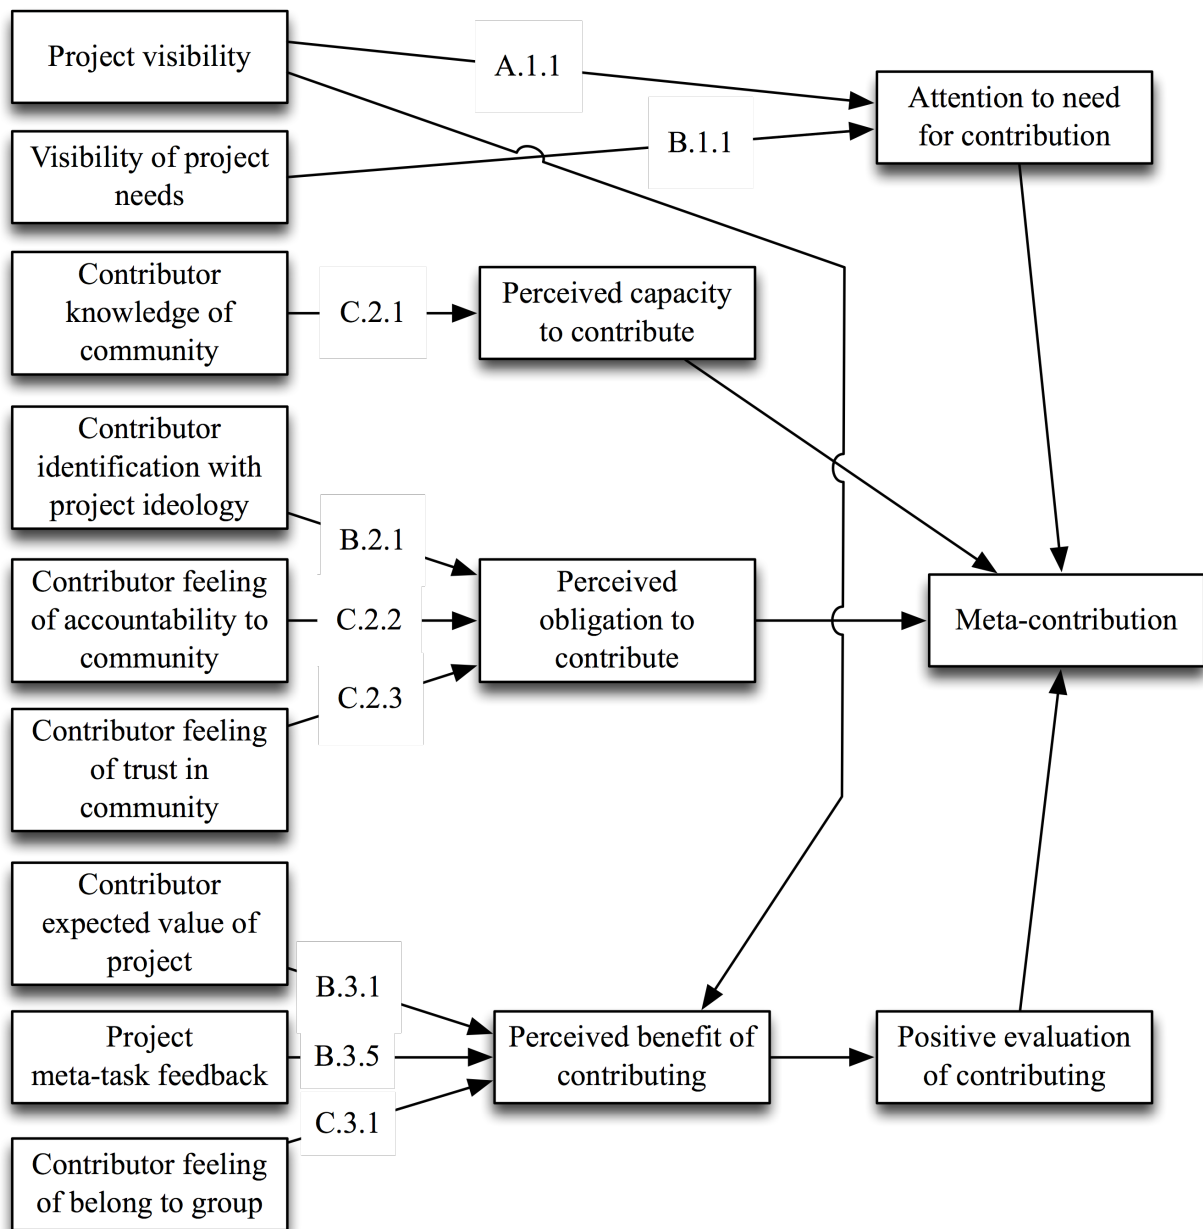 Project visibility
A.1.1
Attention to need
for contribution
Visibility of project
needs
B.1.1
Contributor
knowledge of
community
C.2.1
Perceived capacity
to contribute
Contributor
identification with
project ideology
B.2.1
Contributor feeling
of accountability to
community
C.2.2
Perceived
obligation to
contribute
Meta-contribution
C.2.3
Contributor feeling
of trust in
community
Contributor
expected value of
project
B.3.1
Project
meta-task feedback
B.3.5
Perceived benefit of
contributing
Positive evaluation
of contributing
C.3.1
Contributor feeling
of belong to group